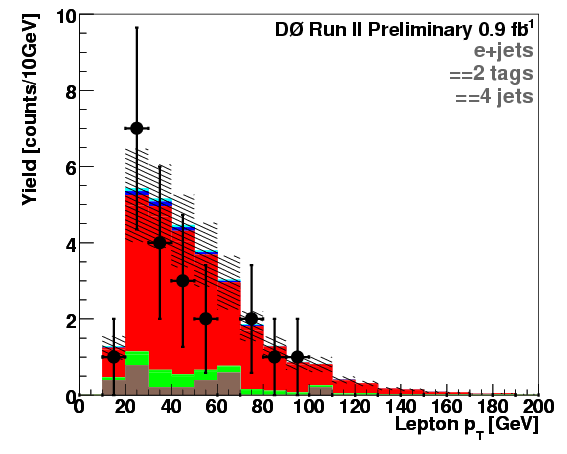 DØ Run II Preliminary 0.9 fb-1
e+jets
==2 tags
==4 jets
Yield [counts/10GeV]
10
8
6
4
2
0
0 20 40 60 80 100 120 140 160 180 200
Lepton pT [GeV]